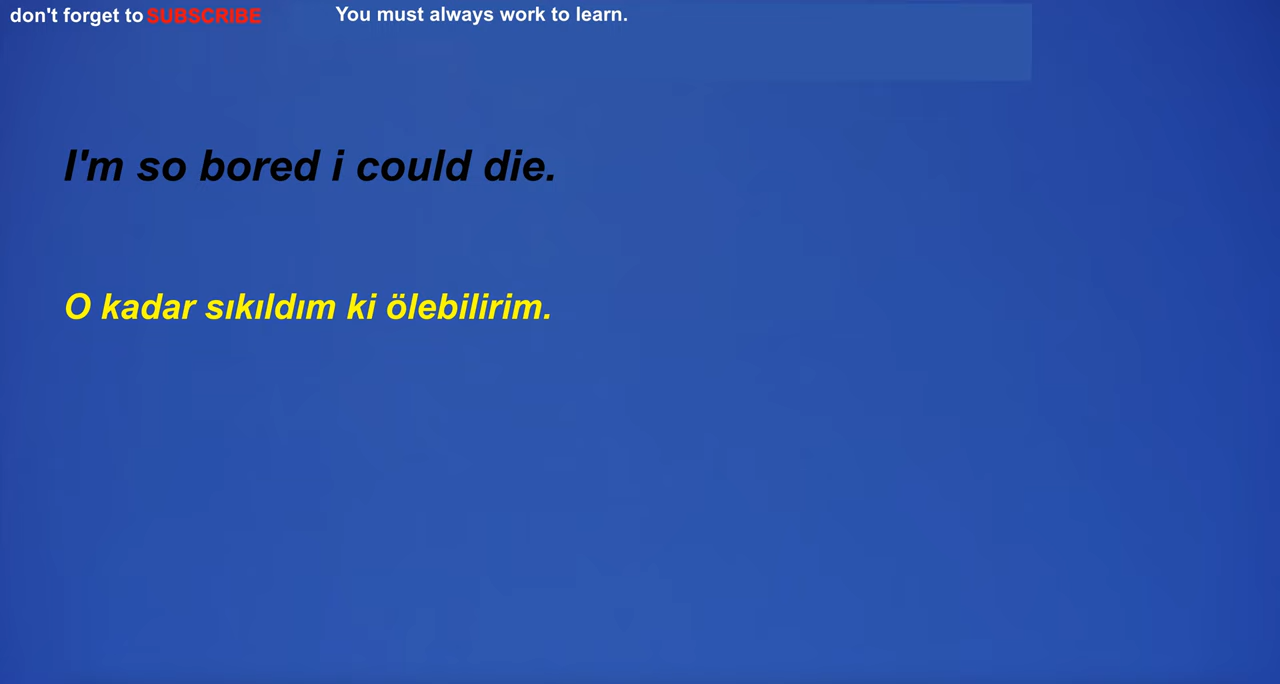 don't forget to SUBSCRIBE You must always work to learn.
I'm so bored i could die.
O kadar sıkıldım ki ölebilirim.